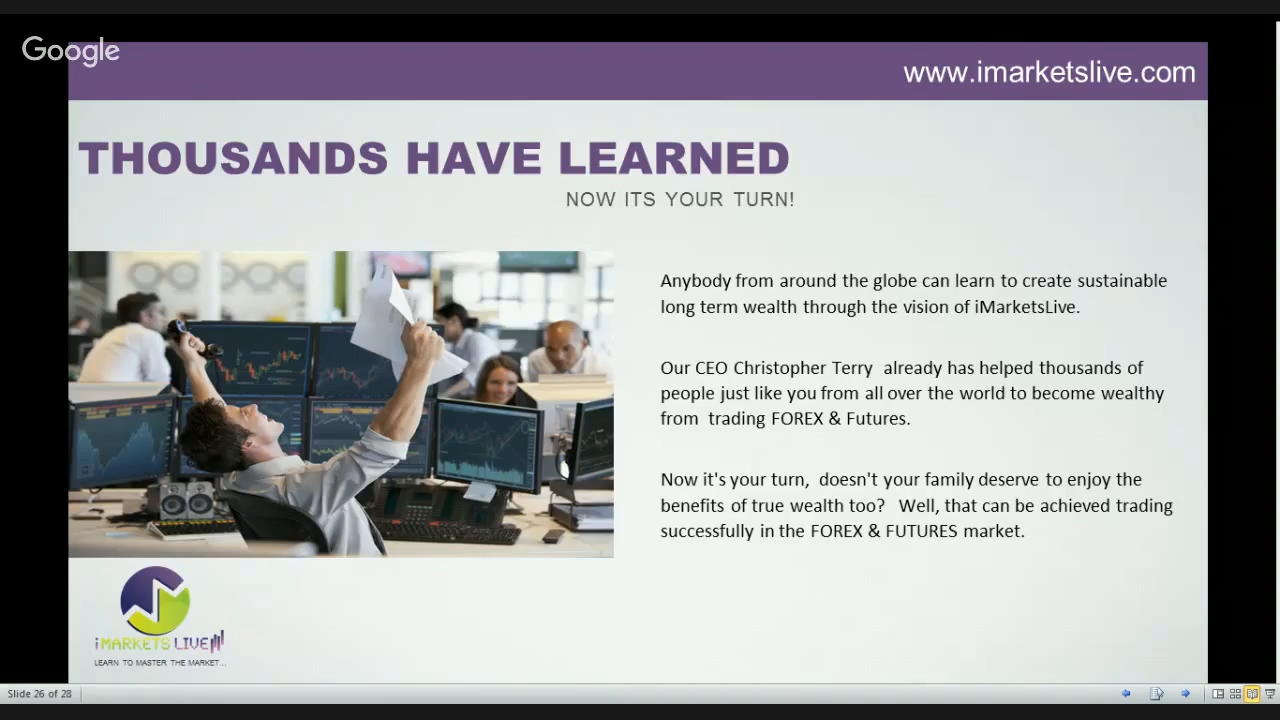 Google
www.imarketslive.com
THOUSANDS HAVE LEARNED
NOW ITS YOUR TURN!
Anybody from around the globe can learn to create sustainable
long term wealth through the vision of iMarketsLive.
Our CEO Christopher Terry already has helped thousands of
people just like you from all over the world to become wealthy
from trading FOREX & Futures.
Now it's your turn, doesn't your family deserve to enjoy the
benefits of true wealth too? Well, that can be achieved trading
successfully in the FOREX & FUTURES market.
iMARKETS LIVE
LEARN TO MASTER THE MARKET...
Slide 26 of 28